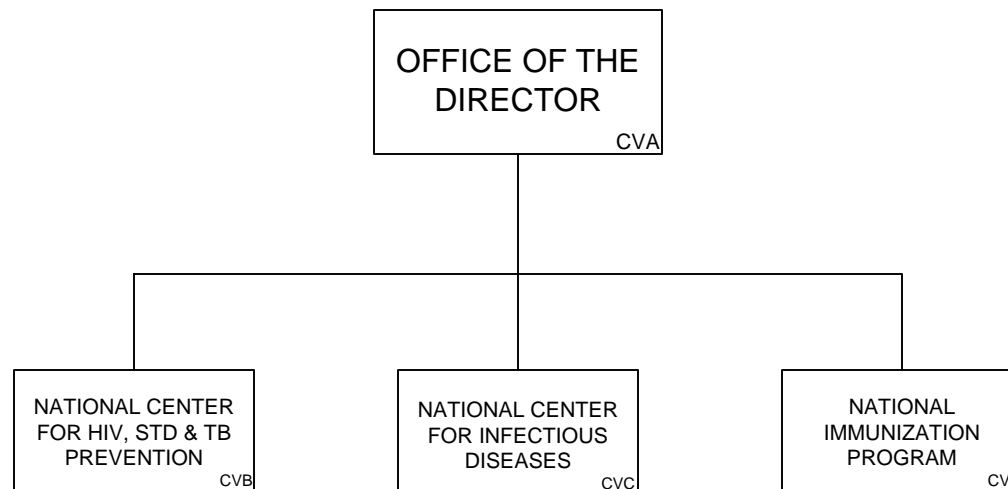 OFFICE OF THE
DIRECTOR
CVA
NATIONAL CENTER
FOR HIV, STD & TB
PREVENTION
CVB
NATIONAL CENTER
FOR INFECTIOUS
DISEASES
CVC
NATIONAL
IMMUNIZATION
PROGRAM